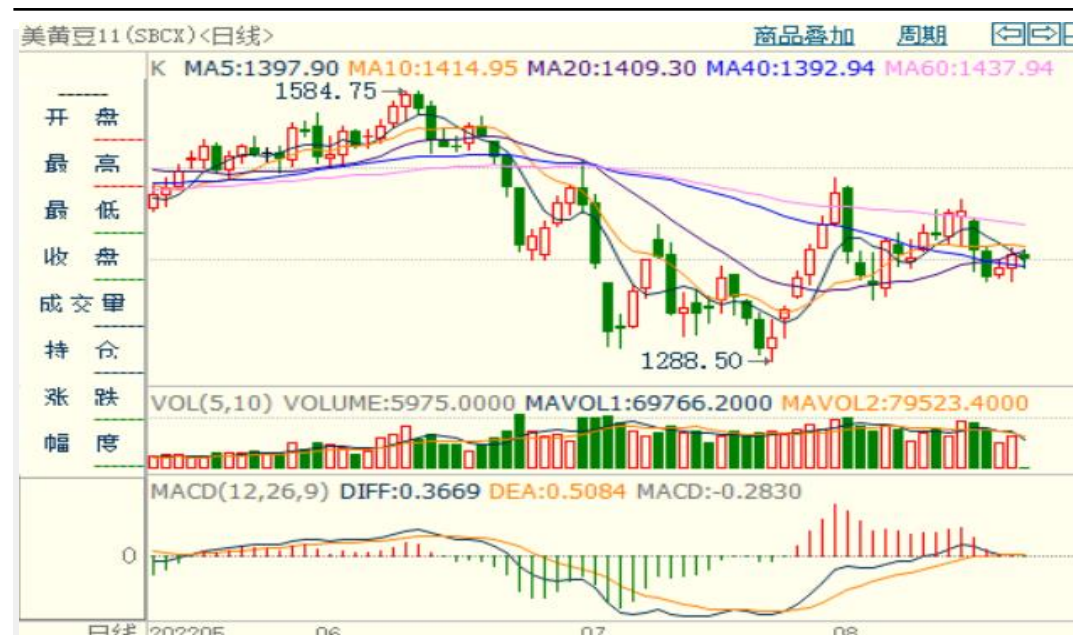 美黄豆11(SBCX)<日线> 商品叠加 周期
K MA5:1397.90 MA10:1414.95 MA20:1409.30 MA40:1392.94 MA60:1437.94
1584.75
开 盘
最 高
最 低
收 盘
成交量
持 仓
1288.50
涨 跌
VOL(5,10) VOLUME:5975.0000 MAVOL1:69766.2000 MAVOL2:79523.4000
幅 度
MACD(12,26,9) DIFF:0.3669 DEA:0.5084 MACD:-0.2830
0
日线 202205 06 07 08